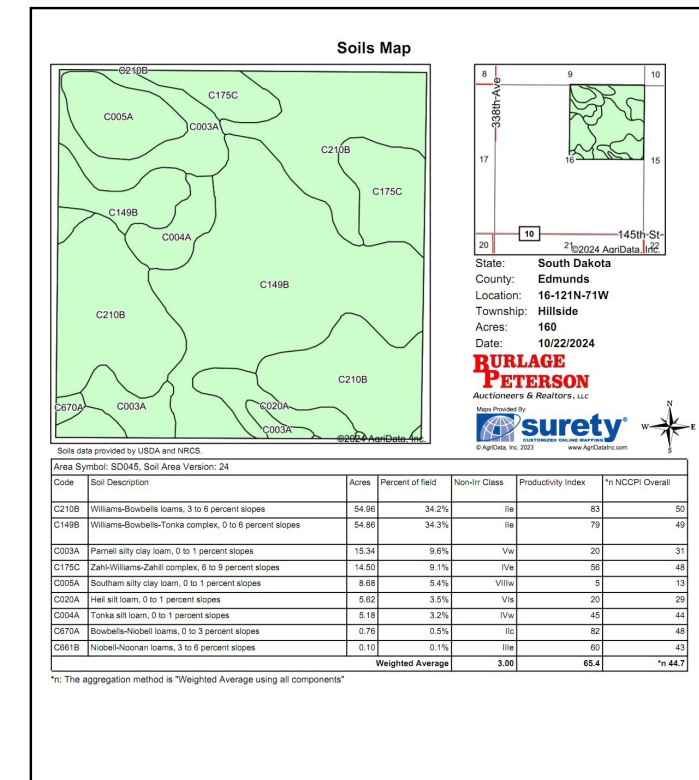 Soils Map
C210B
C175C
C005A
C003A
C210B
C175C
C149B
C004A
C149B
C210B
C210B
C670A
C003A
C020A
C003A
©2024 AgriData, Inc.
Soils data provided by USDA and NRCS.
8
9
10
338th Ave
17
16
15
10
145th St
20
21
22
©2024 AgriData, Inc.
State: South Dakota
County: Edmunds
Location: 16-121N-71W
Township: Hillside
Acres: 160
Date: 10/22/2024
BURLAGE
PETERSON
Auctioneers & Realtors, LLC
Maps Provided By:
surety®
CUSTOMIZED ONLINE MAPPING
© AgriData, Inc. 2023 www.AgriDataInc.com
N
W E
S
Area Symbol: SD045, Soil Area Version: 24
Code Soil Description Acres Percent of field Non-Irr Class Productivity Index *n NCCPI Overall
C210B Williams-Bowbells loams, 3 to 6 percent slopes 54.96 34.2% IIe 83 50
C149B Williams-Bowbells-Tonka complex, 0 to 6 percent slopes 54.86 34.3% IIe 79 49
C003A Parnell silty clay loam, 0 to 1 percent slopes 15.34 9.6% Vw 20 31
C175C Zahl-Williams-Zahill complex, 6 to 9 percent slopes 14.50 9.1% IVe 56 48
C005A Southam silty clay loam, 0 to 1 percent slopes 8.68 5.4% VIIIw 5 13
C020A Heil silt loam, 0 to 1 percent slopes 5.62 3.5% VIs 20 29
C004A Tonka silt loam, 0 to 1 percent slopes 5.18 3.2% IVw 45 44
C670A Bowbells-Niobell loams, 0 to 3 percent slopes 0.76 0.5% IIc 82 48
C661B Niobell-Noonan loams, 3 to 6 percent slopes 0.10 0.1% IIIe 60 43
Weighted Average 3.00 65.4 *n 44.7
*n: The aggregation method is "Weighted Average using all components"